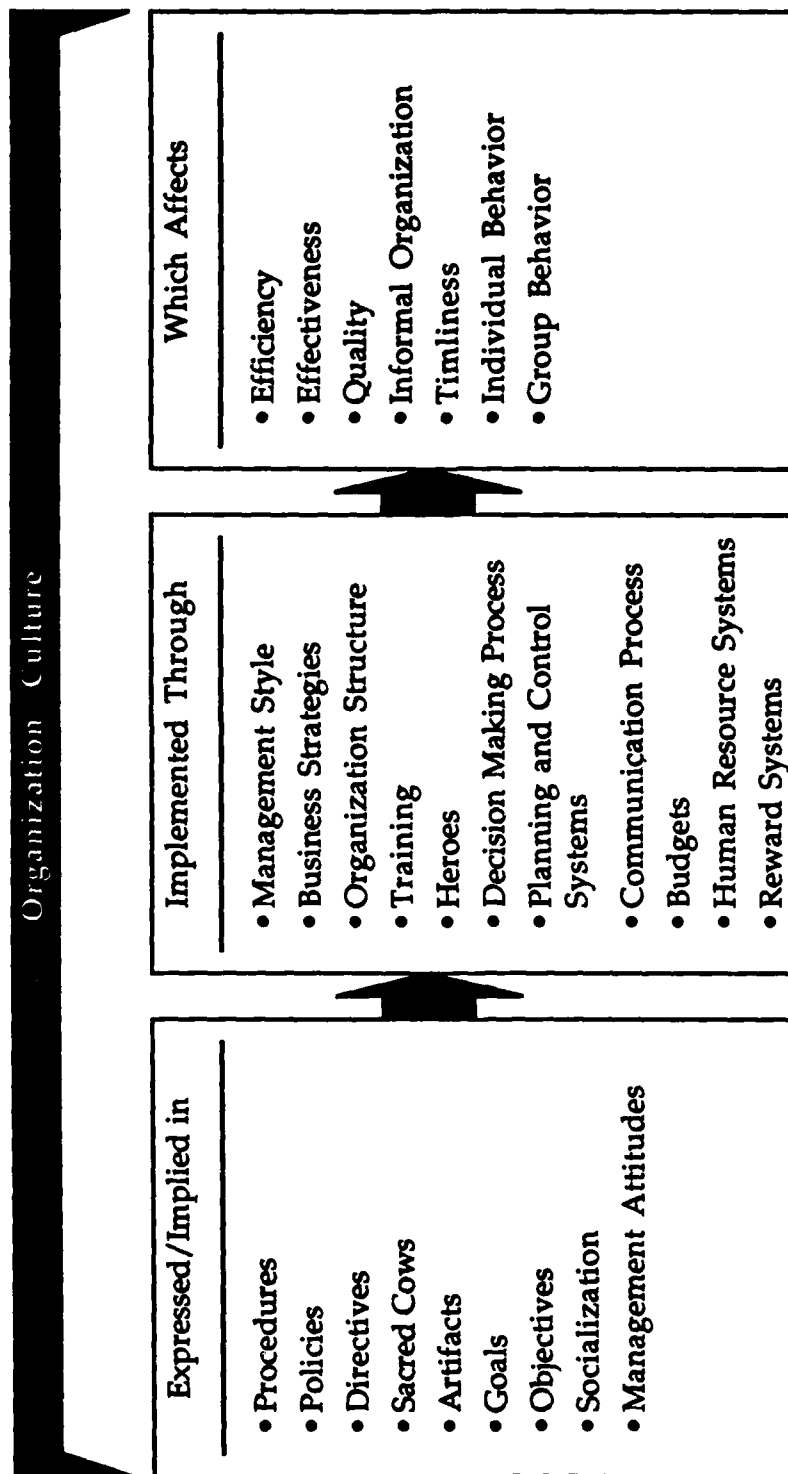 Organization Culture
Expressed/Implied in
• Procedures
• Policies
• Directives
• Sacred Cows
• Artifacts
• Goals
• Objectives
• Socialization
• Management Attitudes
Implemented Through
• Management Style
• Business Strategies
• Organization Structure
• Training
• Heroes
• Decision Making Process
• Planning and Control
Systems
• Communication Process
• Budgets
• Human Resource Systems
• Reward Systems
Which Affects
• Efficiency
• Effectiveness
• Quality
• Informal Organization
• Timliness
• Individual Behavior
• Group Behavior